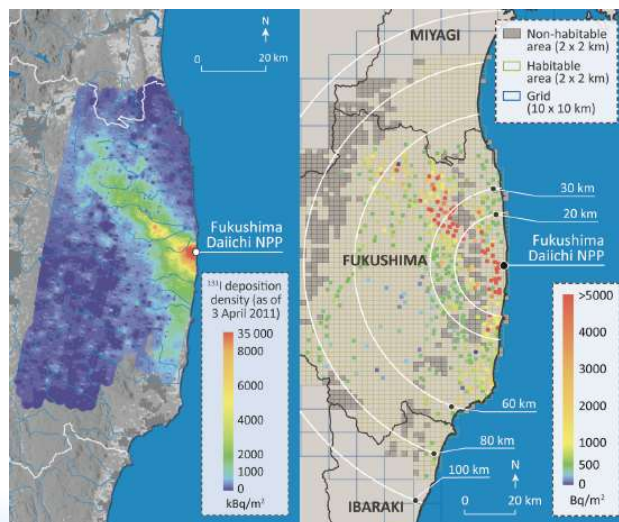 N
0
20 km
Fukushima
Daiichi NPP
¹³¹I deposition
density (as of
3 April 2011)
35 000
8000
6000
4000
2000
1000
0
kBq/m²
MIYAGI
Non-habitable
area (2 x 2 km)
Habitable
area (2 x 2 km)
Grid
(10 x 10 km)
30 km
20 km
Fukushima
Daiichi NPP
FUKUSHIMA
>5000
4000
3000
2000
1000
500
0
Bq/m²
60 km
80 km
100 km
N
0
20 km
IBARAKI